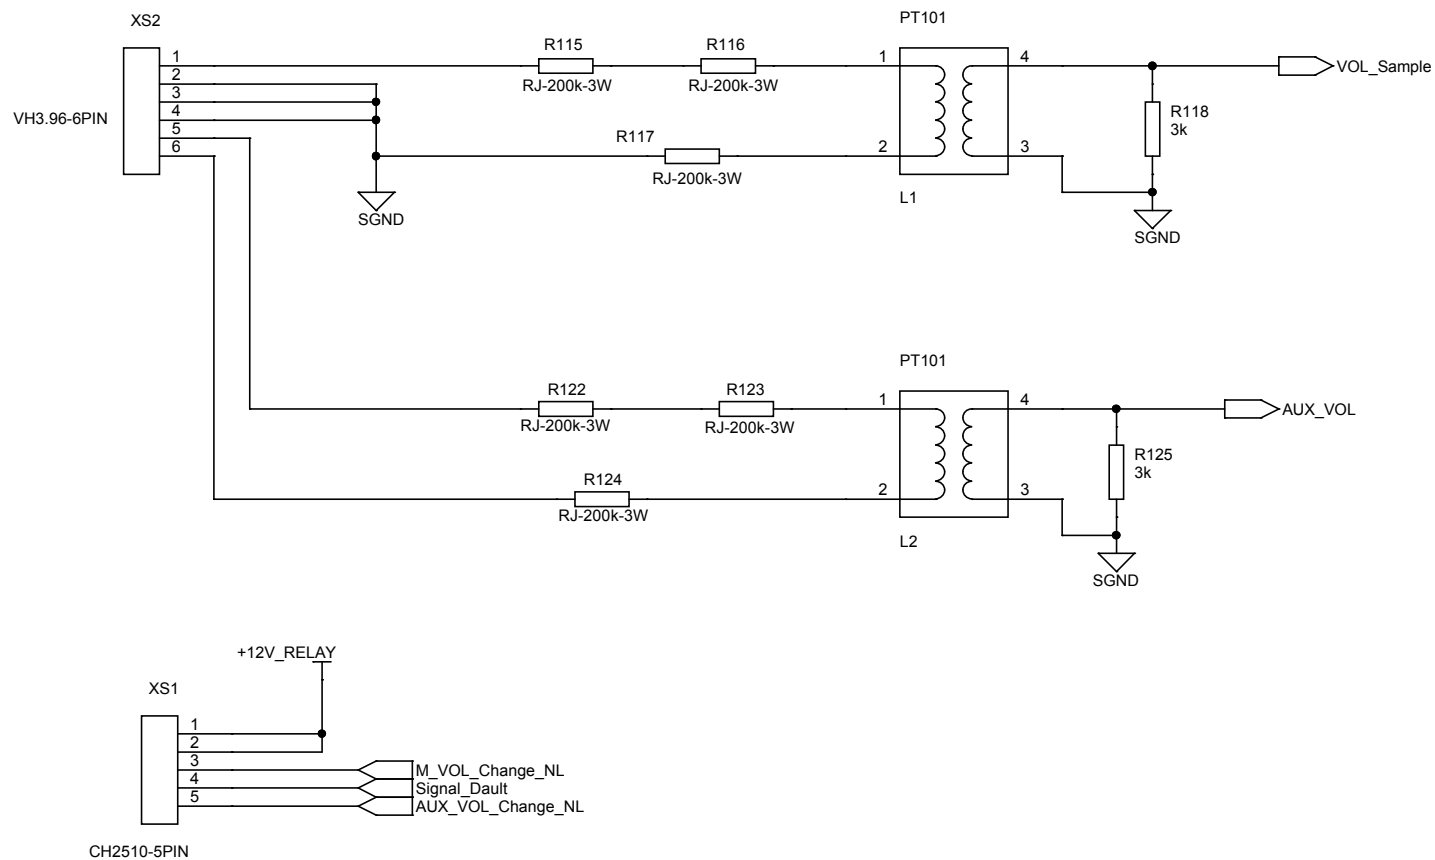 XS2
VH3.96-6PIN
1
2
3
4
5
6
R115
RJ-200k-3W
R116
RJ-200k-3W
R117
RJ-200k-3W
SGND
PT101
1
2
4
3
L1
R118
3k
SGND
VOL_Sample
R122
RJ-200k-3W
R123
RJ-200k-3W
R124
RJ-200k-3W
PT101
1
2
4
3
L2
R125
3k
SGND
AUX_VOL
+12V_RELAY
XS1
1
2
3
4
5
M_VOL_Change_NL
Signal_Dault
AUX_VOL_Change_NL
CH2510-5PIN